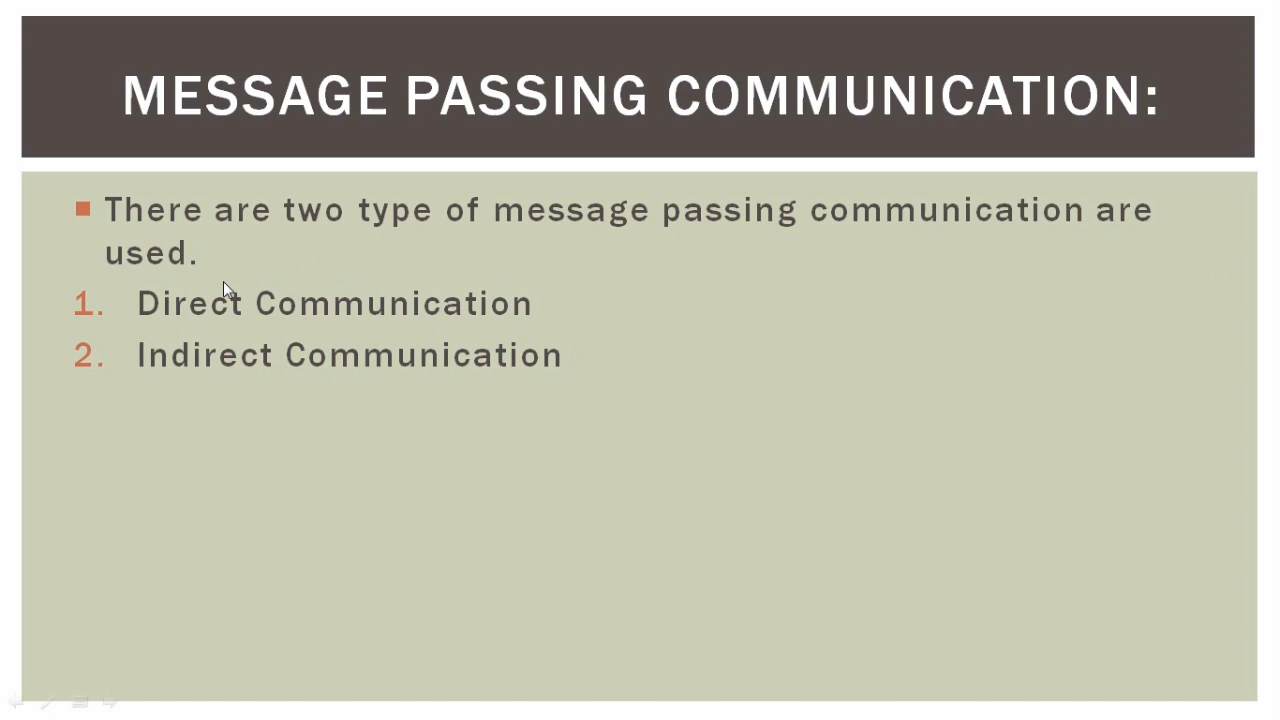 MESSAGE PASSING COMMUNICATION:
There are two type of message passing communication are
used.
1. Direct Communication
2. Indirect Communication